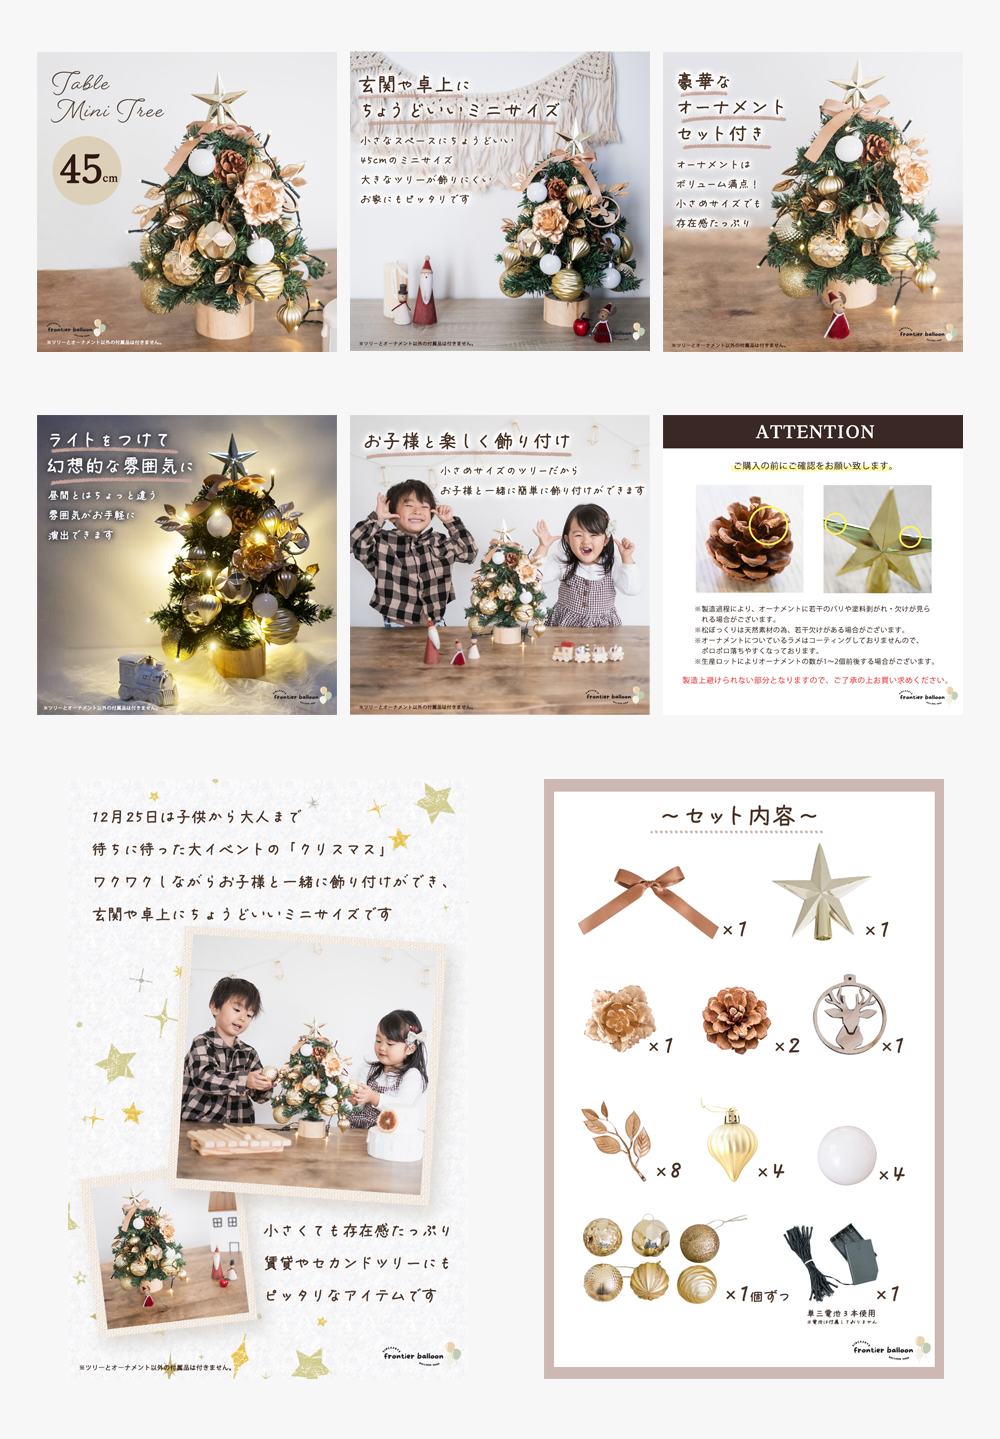 Table
Mini Tree
45cm
frontier balloon
※ツリーとオーナメント以外の付属品は付きません。
玄関や卓上に
ちょうどいいミニサイズ
小さなスペースにちょうどいい
45cmのミニサイズ
大きなツリーが飾りにくい
お家にもピッタリです
frontier balloon
※ツリーとオーナメント以外の付属品は付きません。
豪華な
オーナメント
セット付き
オーナメントは
ボリューム満点！
小さめサイズでも
存在感たっぷり
frontier balloon
※ツリーとオーナメント以外の付属品は付きません。
ライトをつけて
幻想的な雰囲気に
昼間とはちょっと違う
雰囲気がお手軽に
演出できます
frontier balloon
※ツリーとオーナメント以外の付属品は付きません。
お子様と楽しく飾り付け
小さめサイズのツリーだから
お子様と一緒に簡単に飾り付けができます
frontier balloon
※ツリーとオーナメント以外の付属品は付きません。
ATTENTION
ご購入の前にご確認をお願い致します。
※製造過程により、オーナメントに若干のバリや塗料剥がれ・欠けが見ら
れる場合がございます。
※松ぼっくりは天然素材の為、若干欠けがある場合がございます。
※オーナメントについているラメはコーティングしておりませんので、
ポロポロ落ちやすくなっております。
※生産ロットによりオーナメントの数が1〜2個前後する場合がございます。
製造上避けられない部分となりますので、ご了承の上お買い求めください。
frontier balloon
12月25日は子供から大人まで
待ちに待った大イベントの「クリスマス」
ワクワクしながらお子様と一緒に飾り付けができ、
玄関や卓上にちょうどいいミニサイズです
小さくても存在感たっぷり
賃貸やセカンドツリーにも
ピッタリなアイテムです
※ツリーとオーナメント以外の付属品は付きません。
frontier balloon
〜セット内容〜
×1
×1
×1
×2
×1
×8
×4
×4
×1個ずつ
×1
単三電池3本使用
※電池は付属しておりません
frontier balloon